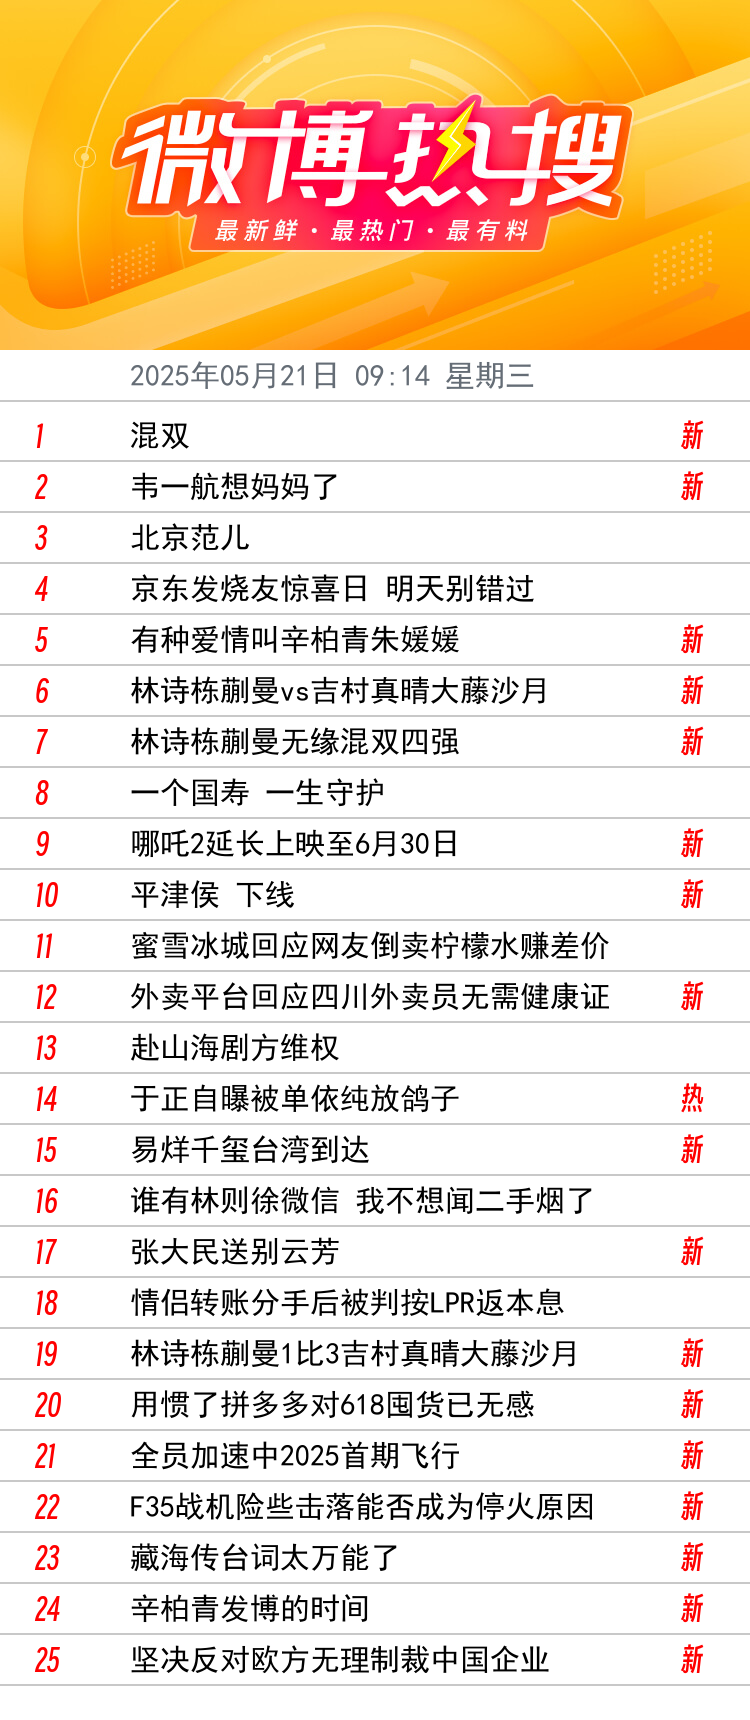 微博热搜
最新鲜·最热门·最有料
2025年05月21日 09:14 星期三
1 混双 新
2 韦一航想妈妈了 新
3 北京范儿
4 京东发烧友惊喜日 明天别错过
5 有种爱情叫辛柏青朱媛媛 新
6 林诗栋蒯曼vs吉村真晴大藤沙月 新
7 林诗栋蒯曼无缘混双四强 新
8 一个国寿 一生守护
9 哪吒2延长上映至6月30日 新
10 平津侯 下线 新
11 蜜雪冰城回应网友倒卖柠檬水赚差价
12 外卖平台回应四川外卖员无需健康证 新
13 赴山海剧方维权
14 于正自曝被单依纯放鸽子 热
15 易烊千玺台湾到达 新
16 谁有林则徐微信 我不想闻二手烟了
17 张大民送别云芳 新
18 情侣转账分手后被判按LPR返本息
19 林诗栋蒯曼1比3吉村真晴大藤沙月 新
20 用惯了拼多多对618囤货已无感 新
21 全员加速中2025首期飞行 新
22 F35战机险些击落能否成为停火原因 新
23 藏海传台词太万能了 新
24 辛柏青发博的时间 新
25 坚决反对欧方无理制裁中国企业 新